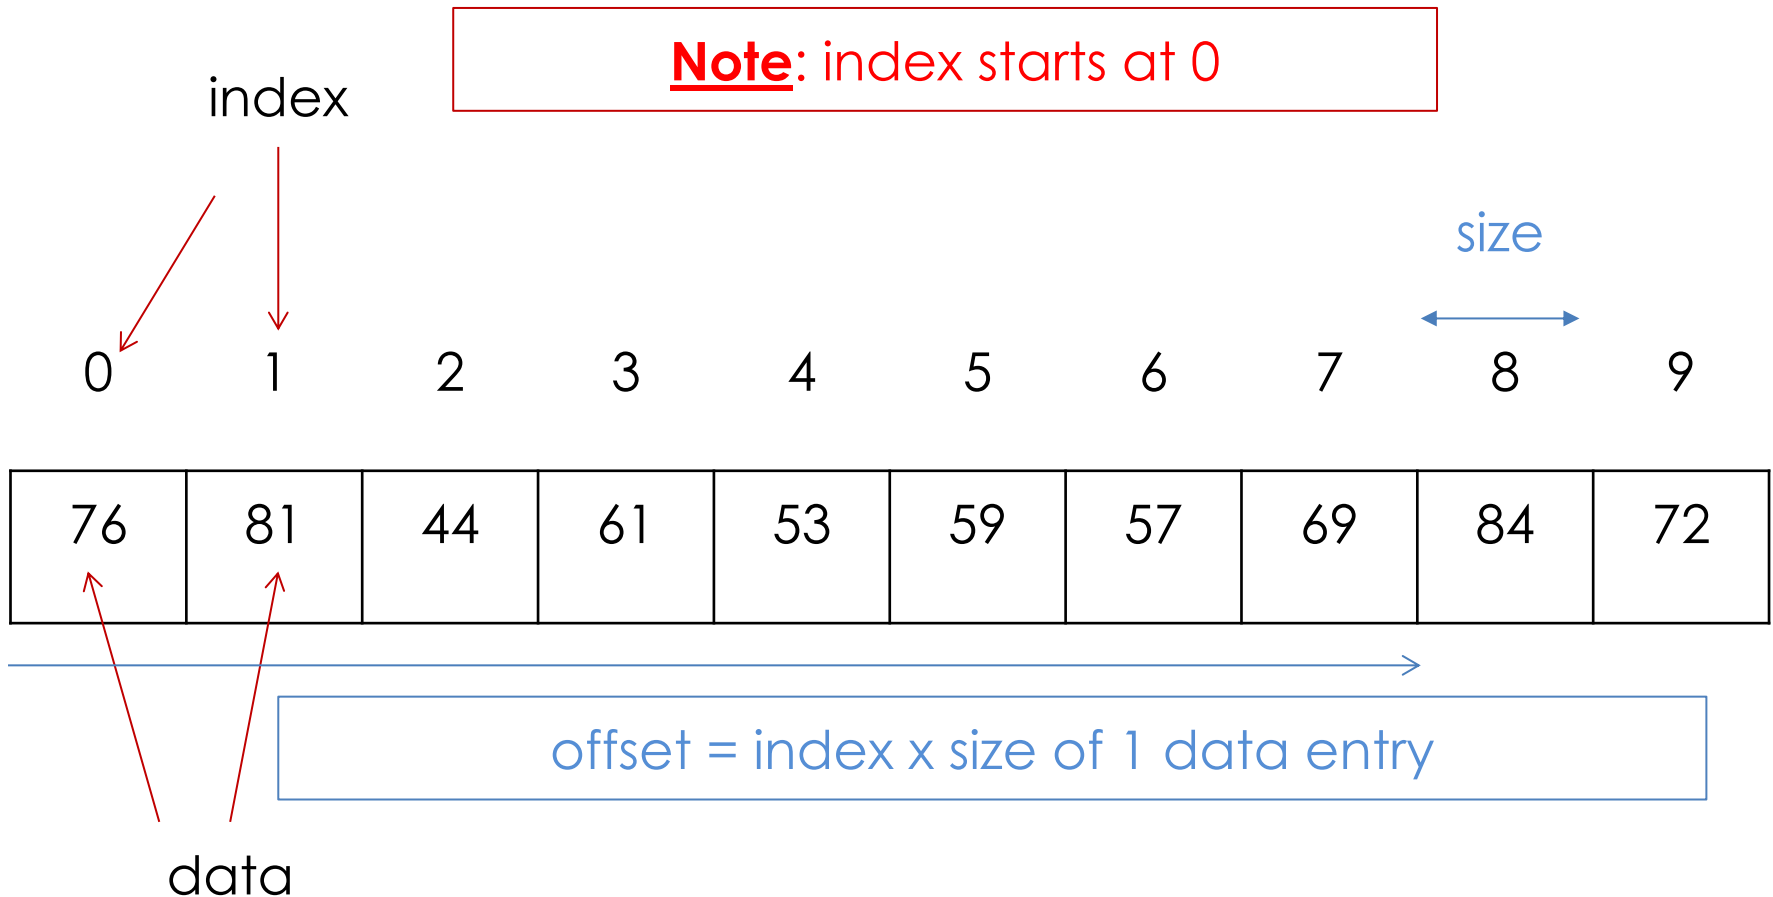 Note: index starts at 0
index
size
0 1 2 3 4 5 6 7 8 9
76 81 44 61 53 59 57 69 84 72
offset = index x size of 1 data entry
data